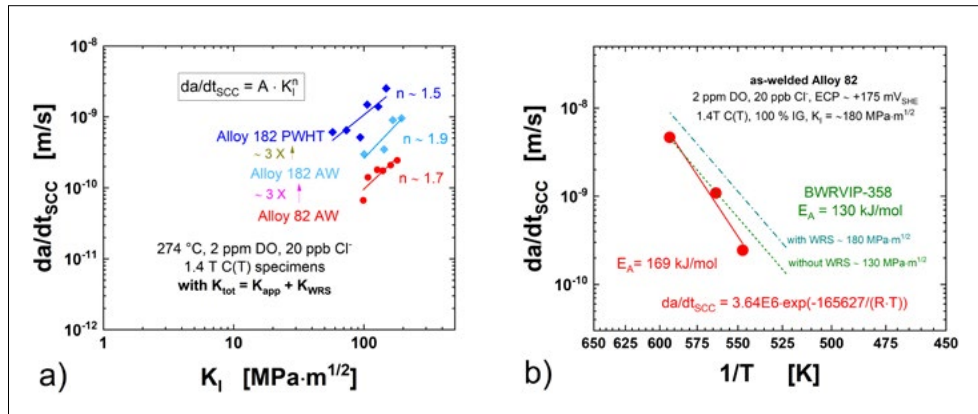 10⁻⁸
10⁻⁹
10⁻¹⁰
10⁻¹¹
10⁻¹²
da/dt_SCC [m/s]
da/dt_SCC = A · K_I^n
n ~ 1.5
Alloy 182 PWHT
~ 3 X
n ~ 1.9
Alloy 182 AW
~ 3 X
n ~ 1.7
Alloy 82 AW
274 °C, 2 ppm DO, 20 ppb Cl⁻
1.4 T C(T) specimens
with K_tot = K_app + K_WRS
1 10 100
K_I [MPa·m^1/2]
a)
10⁻⁸
10⁻⁹
10⁻¹⁰
da/dt_SCC [m/s]
as-welded Alloy 82
2 ppm DO, 20 ppb Cl⁻, ECP ~ +175 mV_SHE
1.4T C(T), 100 % IG, K_I = ~180 MPa·m^1/2
BWRVIP-358
E_A = 130 kJ/mol
with WRS ~ 180 MPa·m^1/2
without WRS ~ 130 MPa·m^1/2
E_A= 169 kJ/mol
da/dt_SCC = 3.64E6·exp(-165627/(R·T))
650 625 600 575 550 525 500 475 450
1/T [K]
b)